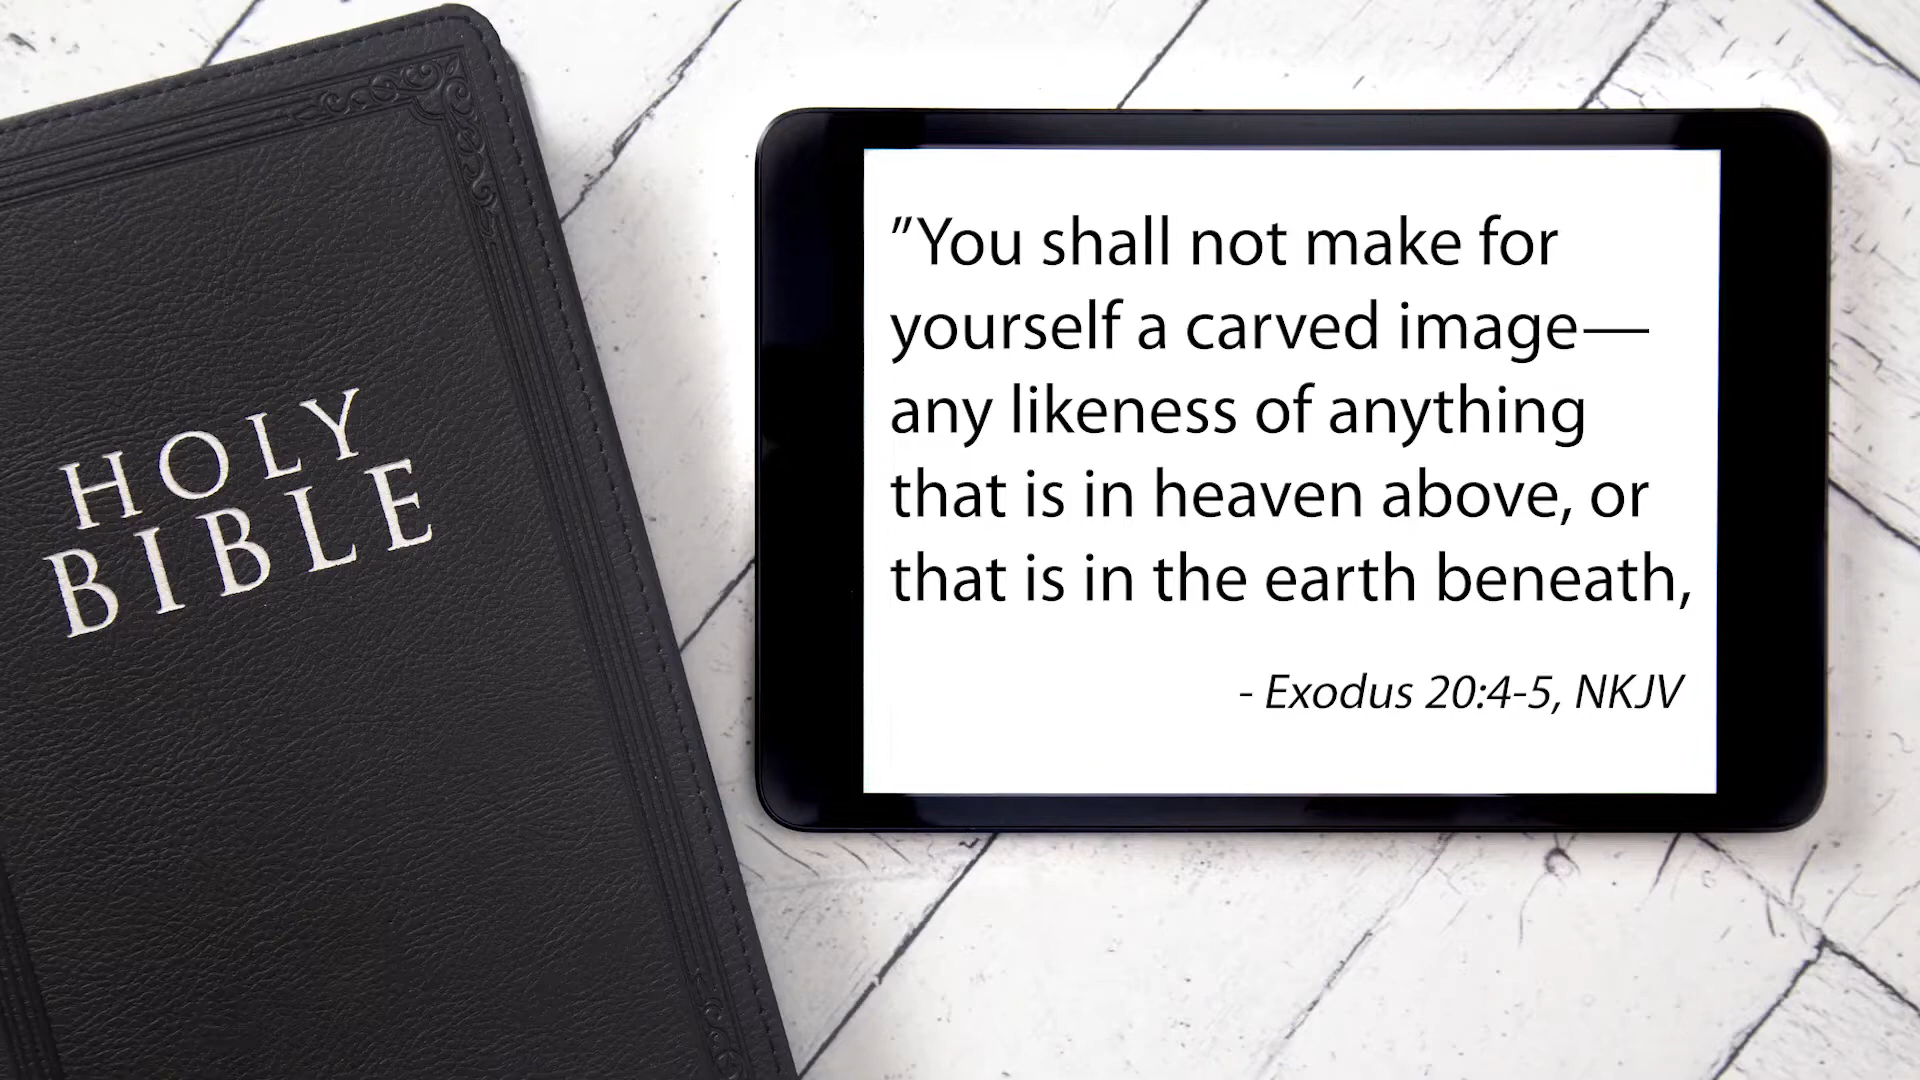 HOLY
BIBLE
"You shall not make for
yourself a carved image—
any likeness of anything
that is in heaven above, or
that is in the earth beneath,
- Exodus 20:4-5, NKJV